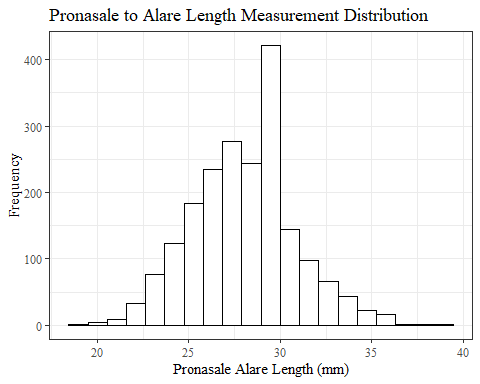 Pronasale to Alare Length Measurement Distribution
400
300
200
100
0
Frequency
20 25 30 35 40
Pronasale Alare Length (mm)